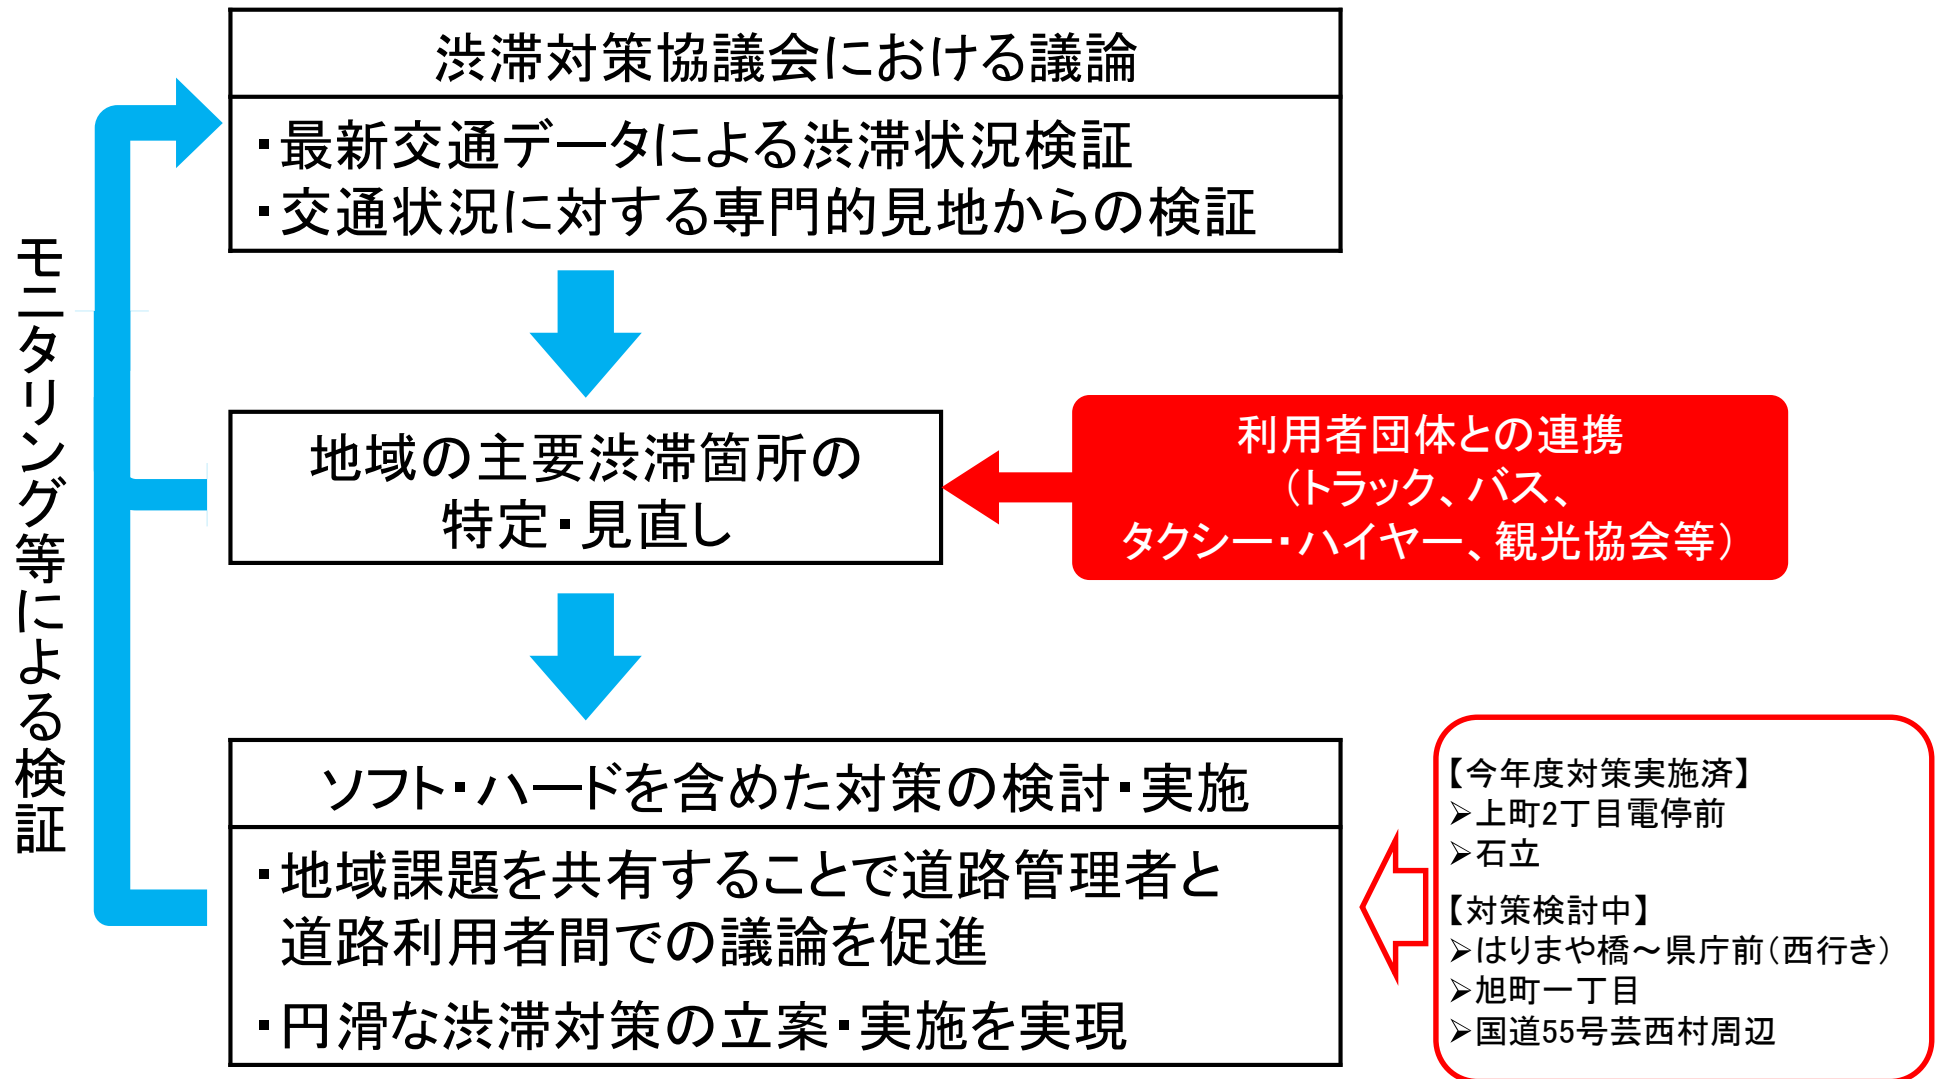 渋滞対策協議会における議論
・最新交通データによる渋滞状況検証
・交通状況に対する専門的見地からの検証
モニタリング等による検証
地域の主要渋滞箇所の
特定・見直し
利用者団体との連携
（トラック、バス、
タクシー・ハイヤー、観光協会等）
ソフト・ハードを含めた対策の検討・実施
・地域課題を共有することで道路管理者と
道路利用者間での議論を促進
・円滑な渋滞対策の立案・実施を実現
【今年度対策実施済】
➢上町2丁目電停前
➢石立
【対策検討中】
➢はりまや橋～県庁前（西行き）
➢旭町一丁目
➢国道55号芸西村周辺